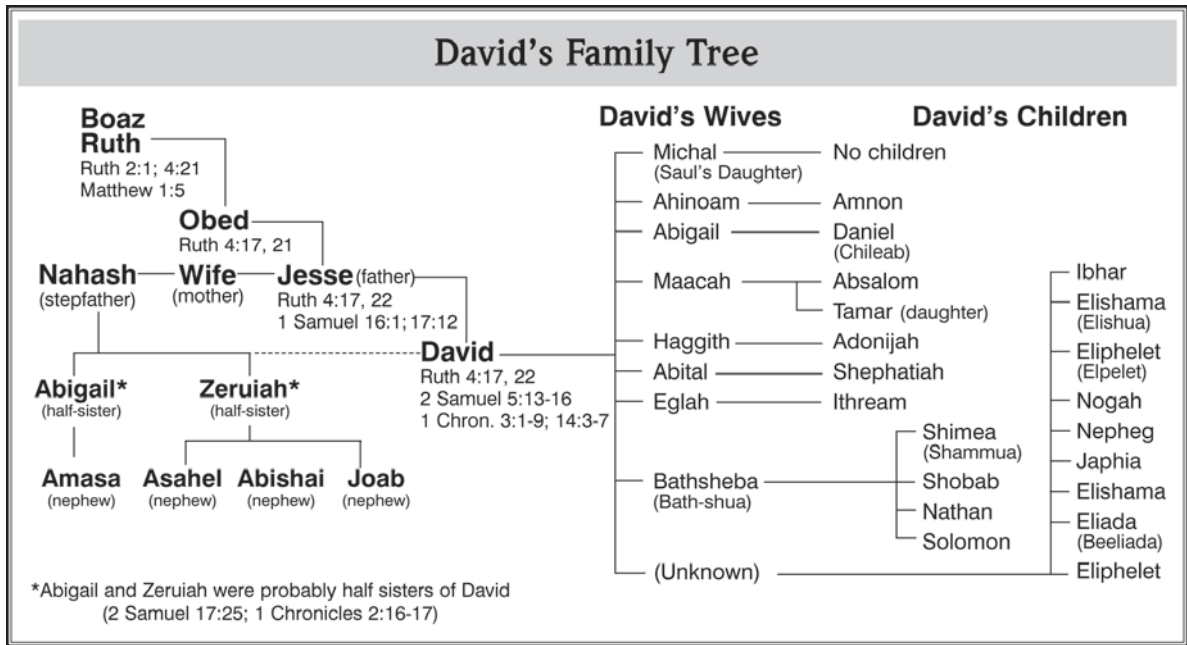 David's Family Tree
Boaz
Ruth
Ruth 2:1; 4:21
Matthew 1:5
Obed
Ruth 4:17, 21
Nahash
(stepfather)
Wife
(mother)
Jesse (father)
Ruth 4:17, 22
1 Samuel 16:1; 17:12
David
Ruth 4:17, 22
2 Samuel 5:13-16
1 Chron. 3:1-9; 14:3-7
Abigail*
(half-sister)
Zeruiah*
(half-sister)
Amasa
(nephew)
Asahel
(nephew)
Abishai
(nephew)
Joab
(nephew)
*Abigail and Zeruiah were probably half sisters of David
(2 Samuel 17:25; 1 Chronicles 2:16-17)
David's Wives
David's Children
Michal
(Saul's Daughter)
No children
Ahinoam
Amnon
Abigail
Daniel
(Chileab)
Maacah
Absalom
Tamar (daughter)
Haggith
Adonijah
Abital
Shephatiah
Eglah
Ithream
Bathsheba
(Bath-shua)
Shimea
(Shammua)
Shobab
Nathan
Solomon
(Unknown)
Ibhar
Elishama
(Elishua)
Eliphelet
(Elpelet)
Nogah
Nepheg
Japhia
Elishama
Eliada
(Beeliada)
Eliphelet